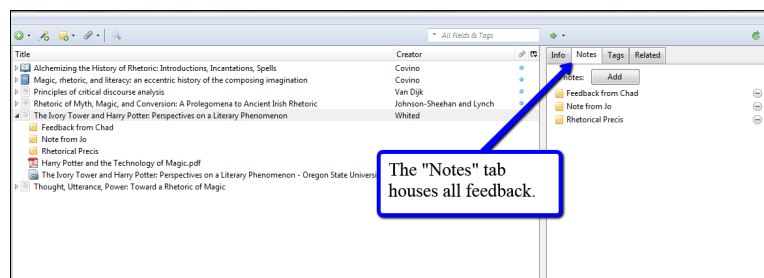 All Fields & Tags
Title Creator
Alchemizing the History of Rhetoric: Introductions, Incantations, Spells Covino
Magic, rhetoric, and literacy: an eccentric history of the composing imagination Covino
Principles of critical discourse analysis Van Dijk
Rhetoric of Myth, Magic, and Conversion: A Prolegomena to Ancient Irish Rhetoric Johnson-Sheehan and Lynch
The Ivory Tower and Harry Potter: Perspectives on a Literary Phenomenon Whited
Feedback from Chad
Note from Jo
Rhetorical Precis
Harry Potter and the Technology of Magic.pdf
The Ivory Tower and Harry Potter: Perspectives on a Literary Phenomenon - Oregon State Universi
Thought, Utterance, Power: Toward a Rhetoric of Magic
Info Notes Tags Related
notes: Add
Feedback from Chad
Note from Jo
Rhetorical Precis
The "Notes" tab
houses all feedback.